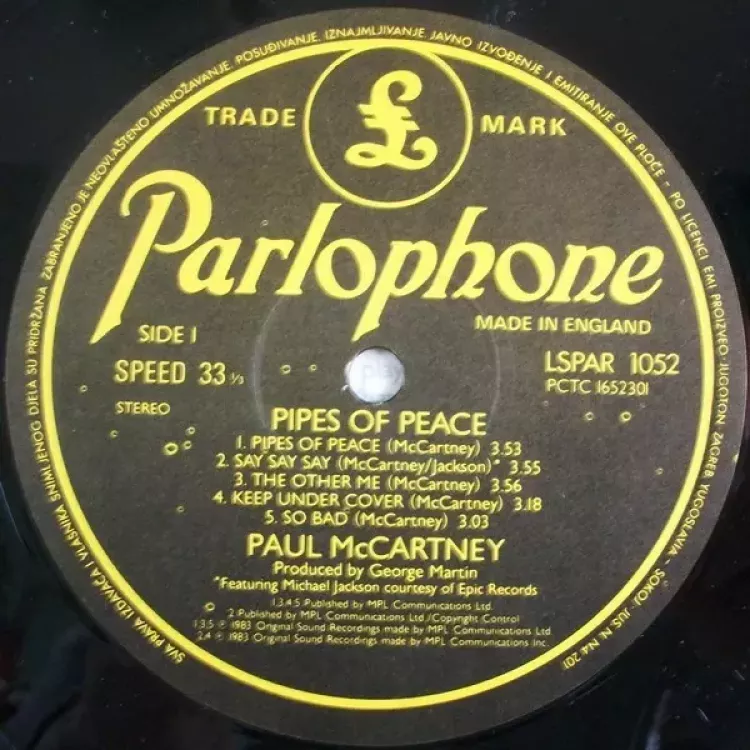 SVA PRAVA IZDAVAČA I VLASNIKA SNIMLJENOG DJELA SU PRIDRŽANA ZABRANJENO JE NEOVLAŠTENO UMNOŽAVANJE, POSUĐIVANJE, IZNAJMLJIVANJE, JAVNO IZVOĐENJE I EMITIRANJE OVE PLOČE - PO LICENCI EMI PROIZVEO JUGOTON, ZAGREB, YUGOSLAVIA - SOKOJ - JUS. N. N4 201
£
TRADE MARK
Parlophone
MADE IN ENGLAND
SIDE 1
SPEED 33 ⅓
STEREO
LSPAR 1052
PCTC 1652301
PIPES OF PEACE
1. PIPES OF PEACE (McCartney) 3.53
2. SAY SAY SAY (McCartney/Jackson)* 3.55
3. THE OTHER ME (McCartney) 3.56
4. KEEP UNDER COVER (McCartney) 3.18
5. SO BAD (McCartney) 3.03
PAUL McCARTNEY
Produced by George Martin
*Featuring Michael Jackson courtesy of Epic Records
1.3.4.5 Published by MPL Communications Ltd.
2 Published by MPL Communications Ltd./Copyright Control
1.3.5 ℗ 1983 Original Sound Recordings made by MPL Communications Ltd
2.4 ℗ 1983 Original Sound Recordings made by MPL Communications Inc.